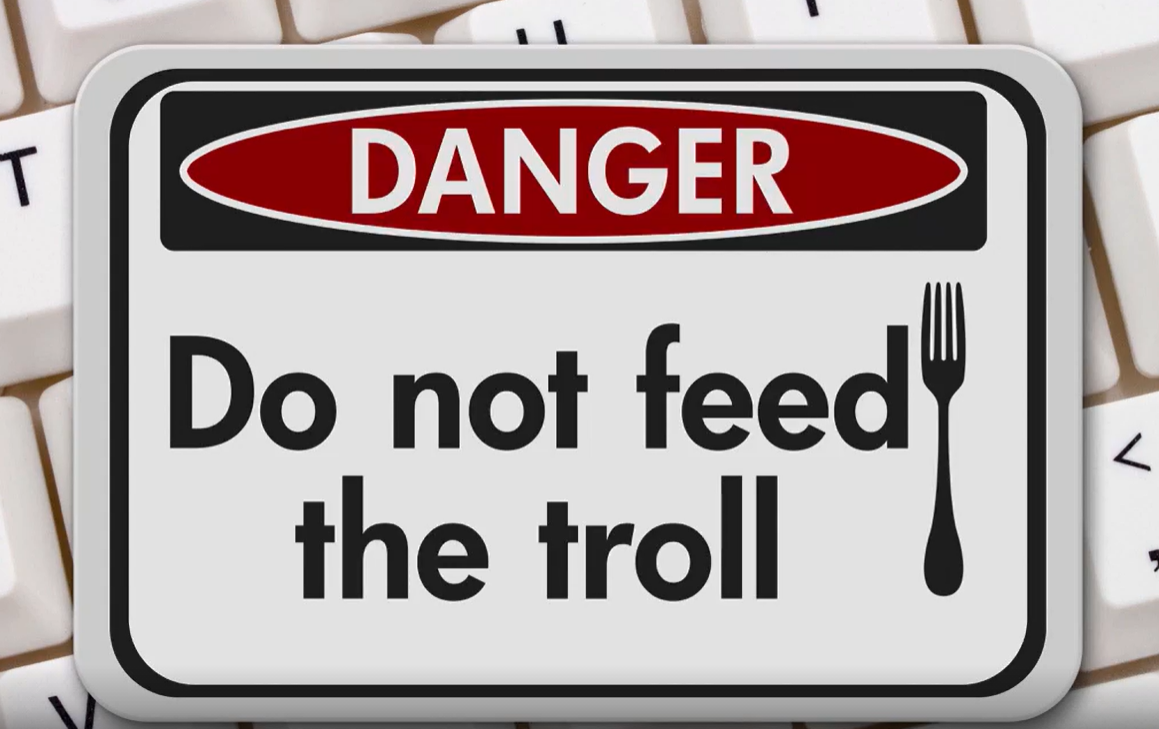 U
T
DANGER
Do not feed
the troll
<
,
V